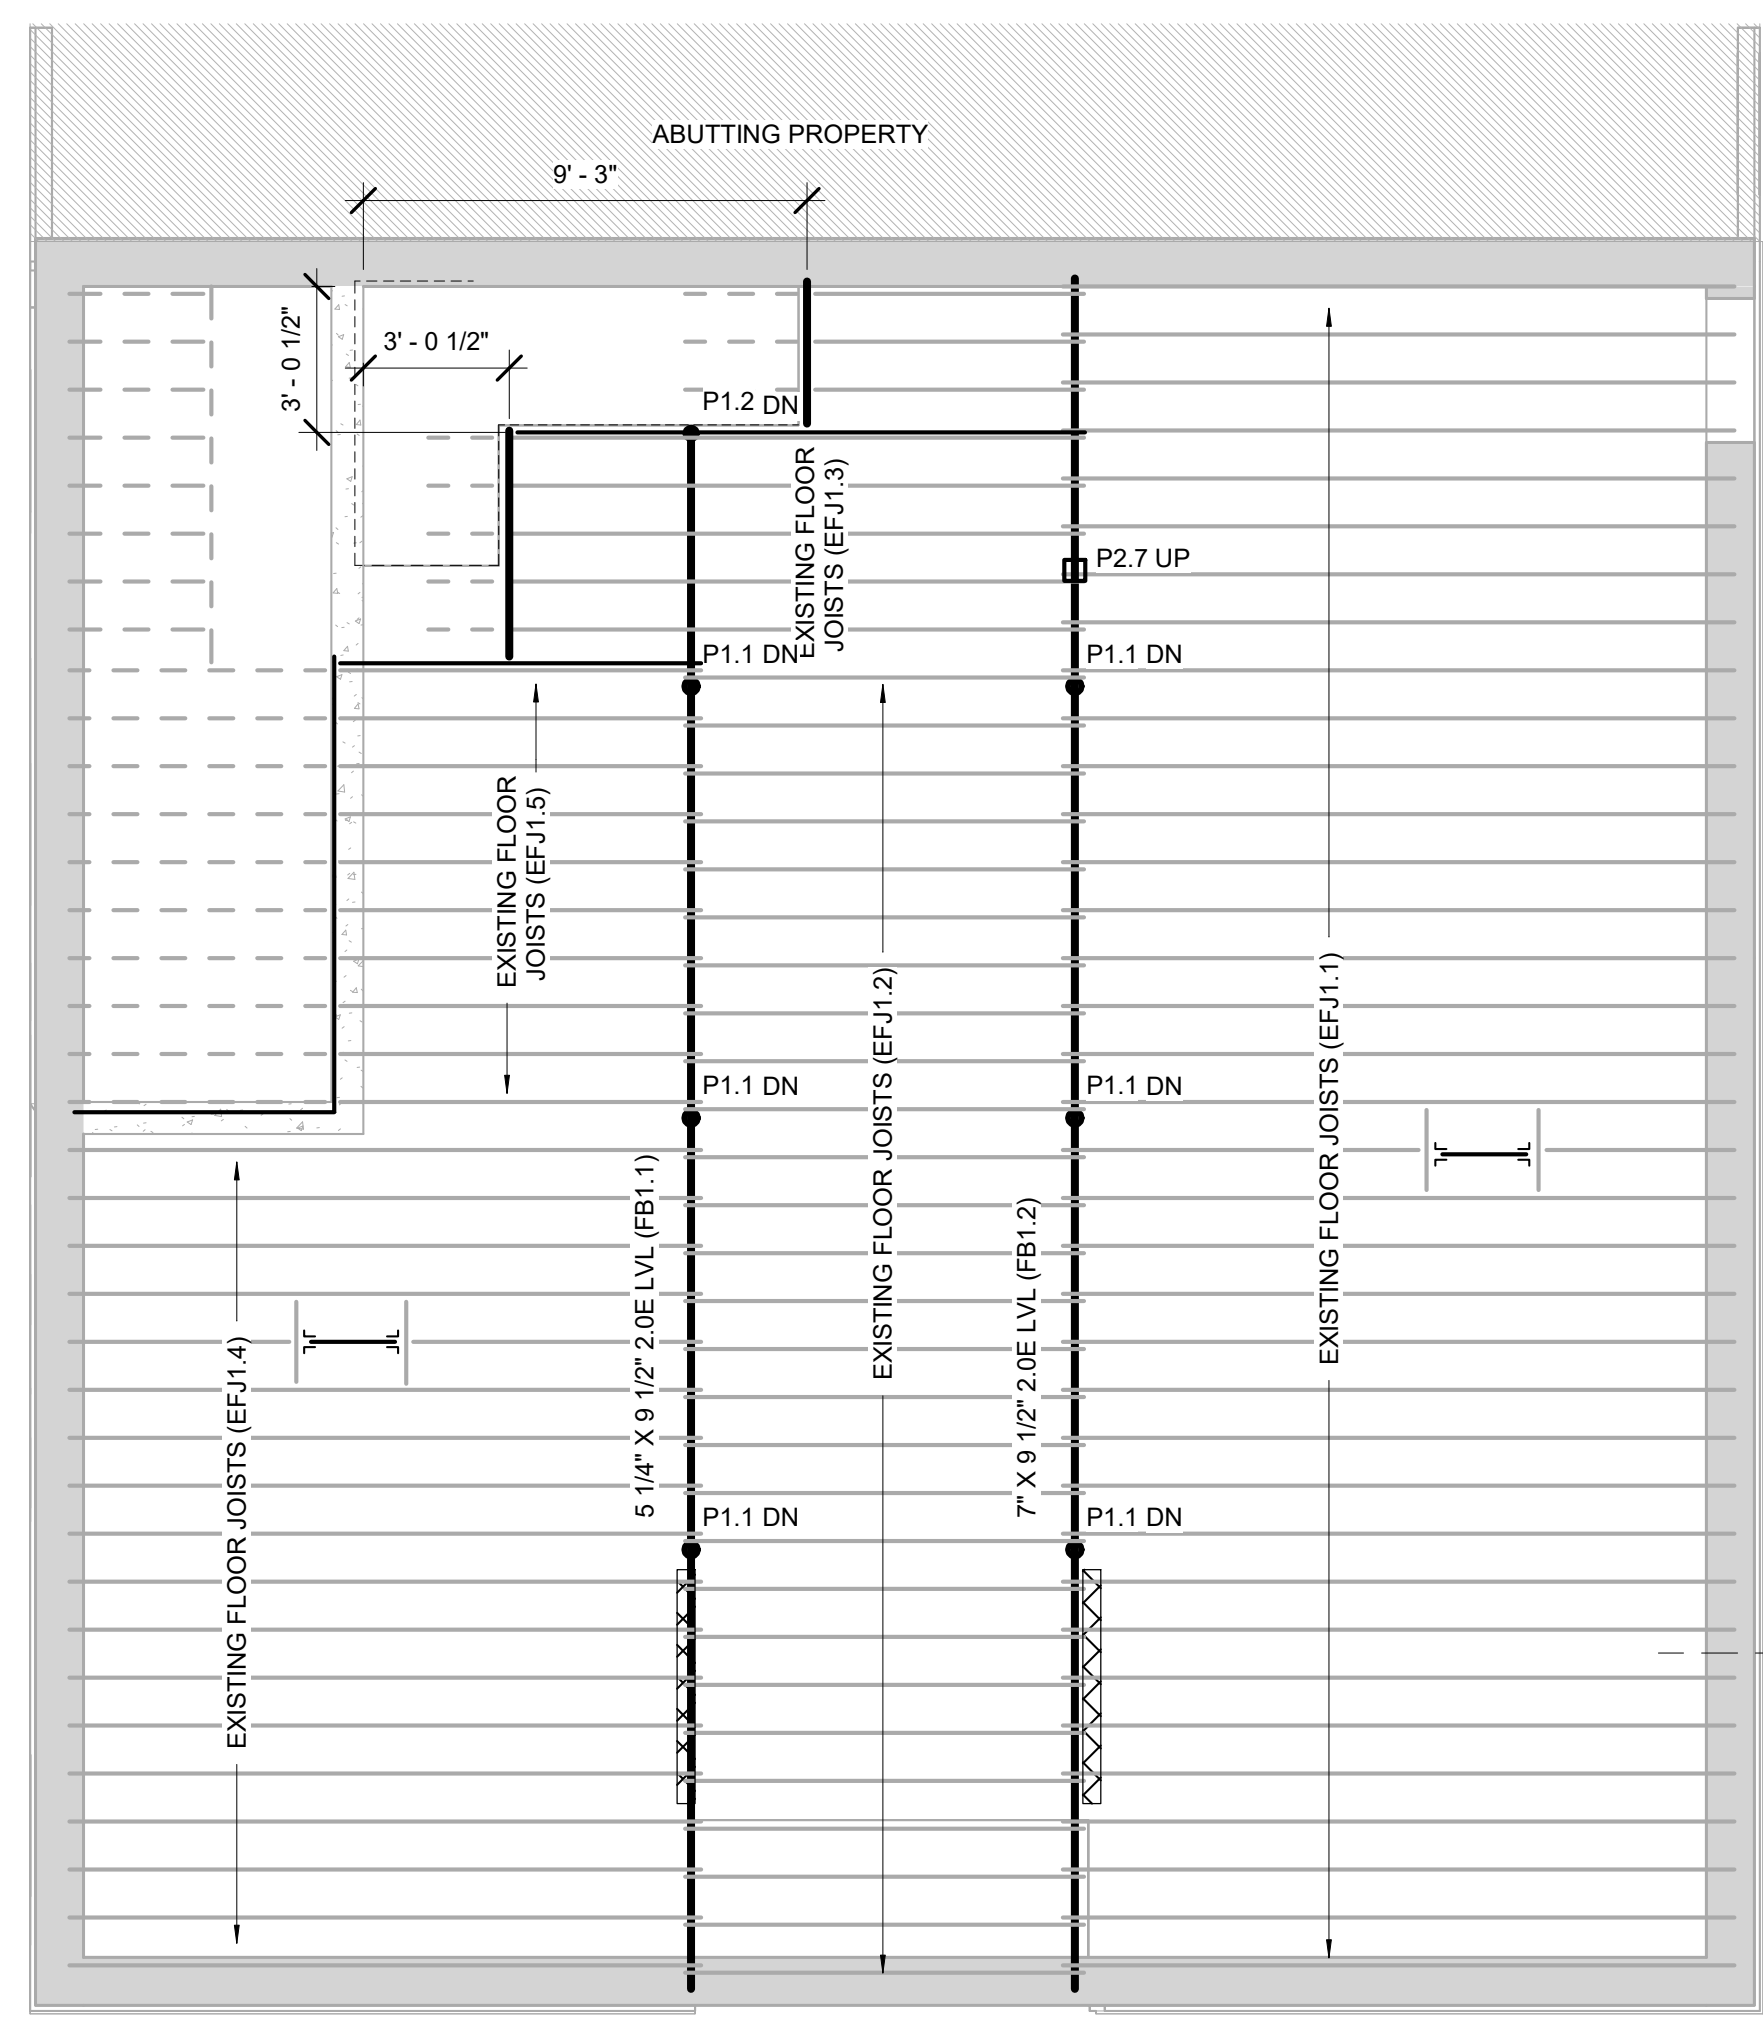 ABUTTING PROPERTY
9' - 3"
3' - 0 1/2"
3' - 0 1/2"
P1.2 DN
EXISTING FLOOR
JOISTS (EFJ1.3)
P2.7 UP
P1.1 DN
P1.1 DN
EXISTING FLOOR
JOISTS (EFJ1.5)
EXISTING FLOOR JOISTS (EFJ1.2)
EXISTING FLOOR JOISTS (EFJ1.1)
P1.1 DN
P1.1 DN
5 1/4" X 9 1/2" 2.0E LVL (FB1.1)
7" X 9 1/2" 2.0E LVL (FB1.2)
EXISTING FLOOR JOISTS (EFJ1.4)
P1.1 DN
P1.1 DN